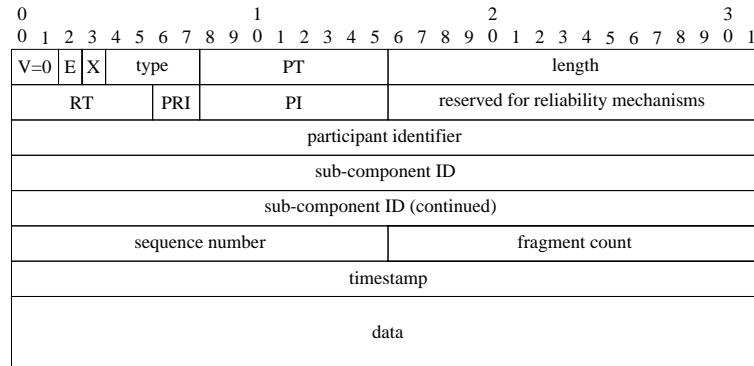 0 1 2 3
0 1 2 3 4 5 6 7 8 9 0 1 2 3 4 5 6 7 8 9 0 1 2 3 4 5 6 7 8 9 0 1
V=0 E X type PT length
RT PRI PI reserved for reliability mechanisms
participant identifier
sub-component ID
sub-component ID (continued)
sequence number fragment count
timestamp
data